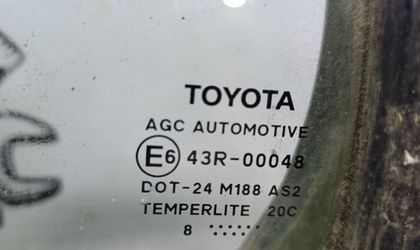 TOYOTA
AGC AUTOMOTIVE
E6 43R-00048
DOT-24 M188 AS2
TEMPERLITE 20C
8